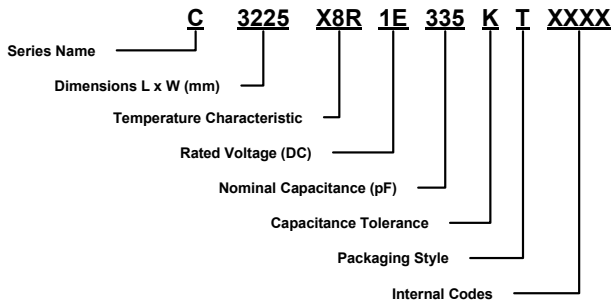 C 3225 X8R 1E 335 K T XXXX
Series Name
Dimensions L x W (mm)
Temperature Characteristic
Rated Voltage (DC)
Nominal Capacitance (pF)
Capacitance Tolerance
Packaging Style
Internal Codes